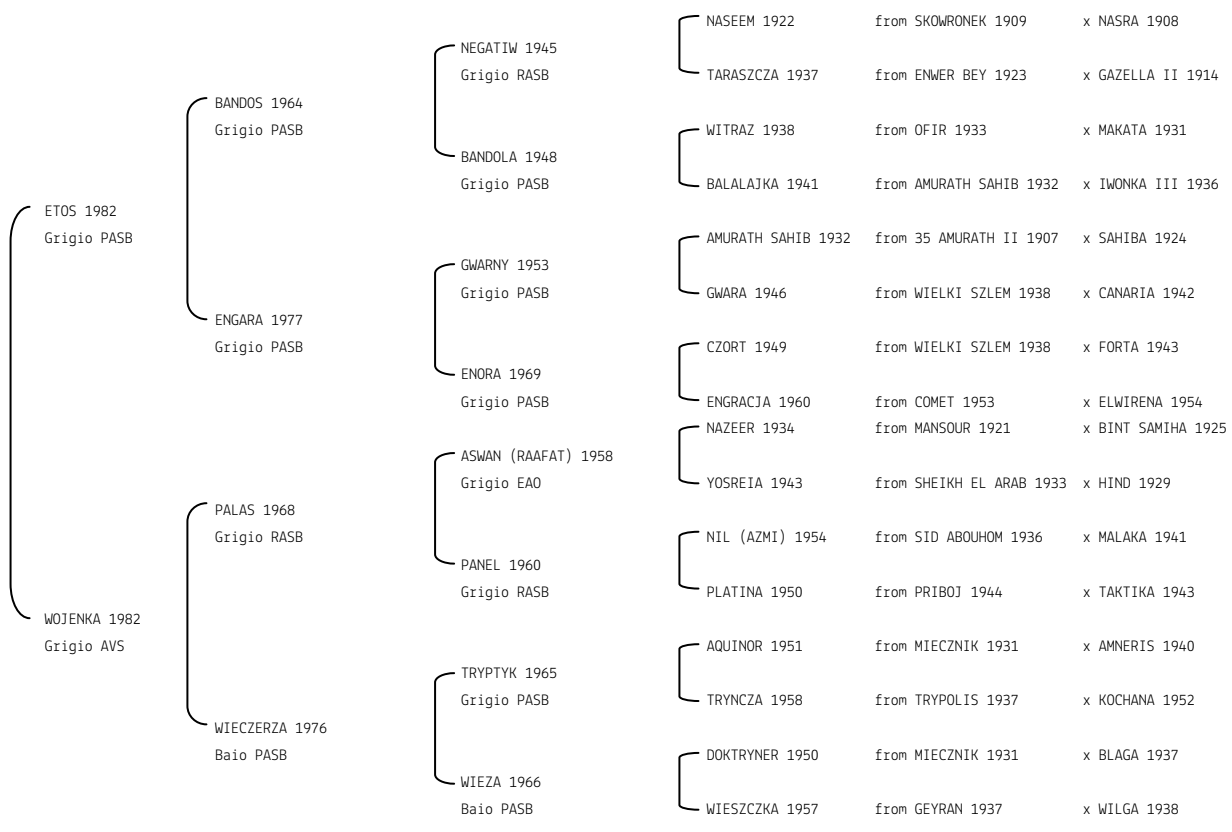 NASEEM 1922 from SKOWRONEK 1909 x NASRA 1908
NEGATIW 1945
Grigio RASB
TARASZCZA 1937 from ENWER BEY 1923 x GAZELLA II 1914
BANDOS 1964
Grigio PASB
WITRAZ 1938 from OFIR 1933 x MAKATA 1931
BANDOLA 1948
Grigio PASB
BALALAJKA 1941 from AMURATH SAHIB 1932 x IWONKA III 1936
ETOS 1982
Grigio PASB
AMURATH SAHIB 1932 from 35 AMURATH II 1907 x SAHIBA 1924
GWARNY 1953
Grigio PASB
GWARA 1946 from WIELKI SZLEM 1938 x CANARIA 1942
ENGARA 1977
Grigio PASB
CZORT 1949 from WIELKI SZLEM 1938 x FORTA 1943
ENORA 1969
Grigio PASB
ENGRACJA 1960 from COMET 1953 x ELWIRENA 1954
NAZEER 1934 from MANSOUR 1921 x BINT SAMIHA 1925
ASWAN (RAAFAT) 1958
Grigio EAO
YOSREIA 1943 from SHEIKH EL ARAB 1933 x HIND 1929
PALAS 1968
Grigio RASB
NIL (AZMI) 1954 from SID ABOUHOM 1936 x MALAKA 1941
PANEL 1960
Grigio RASB
PLATINA 1950 from PRIBOJ 1944 x TAKTIKA 1943
WOJENKA 1982
Grigio AVS
AQUINOR 1951 from MIECZNIK 1931 x AMNERIS 1940
TRYPTYK 1965
Grigio PASB
TRYNCZA 1958 from TRYPOLIS 1937 x KOCHANA 1952
WIECZERZA 1976
Baio PASB
DOKTRYNER 1950 from MIECZNIK 1931 x BLAGA 1937
WIEZA 1966
Baio PASB
WIESZCZKA 1957 from GEYRAN 1937 x WILGA 1938